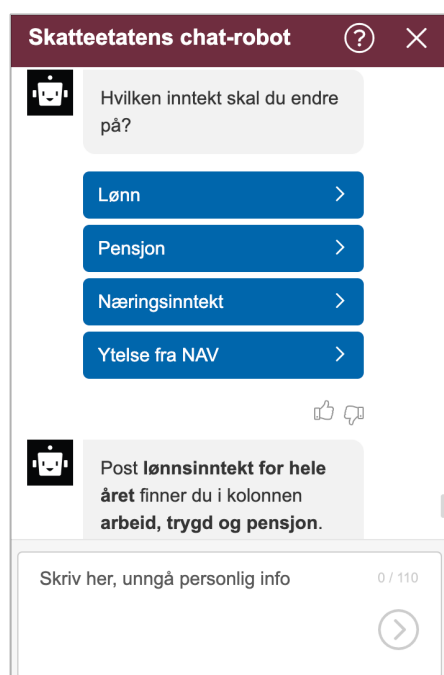 Skatteetatens chat-robot
Hvilken inntekt skal du endre
på?
Lønn
Pensjon
Næringsinntekt
Ytelse fra NAV
Post lønnsinntekt for hele
året finner du i kolonnen
arbeid, trygd og pensjon.
Skriv her, unngå personlig info
0 / 110